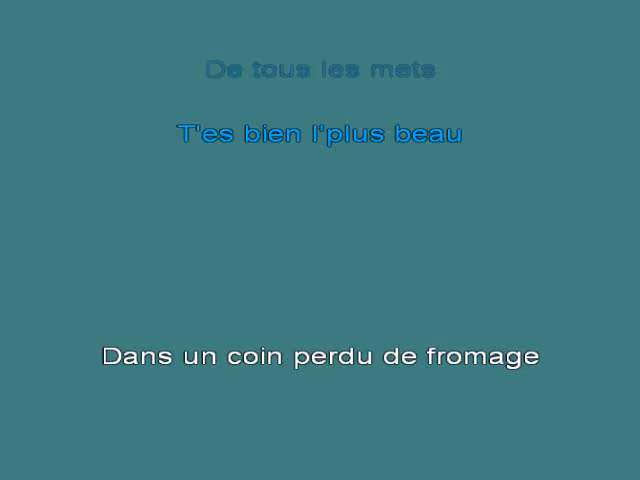 De tous les mets
T'es bien l'plus beau
Dans un coin perdu de fromage